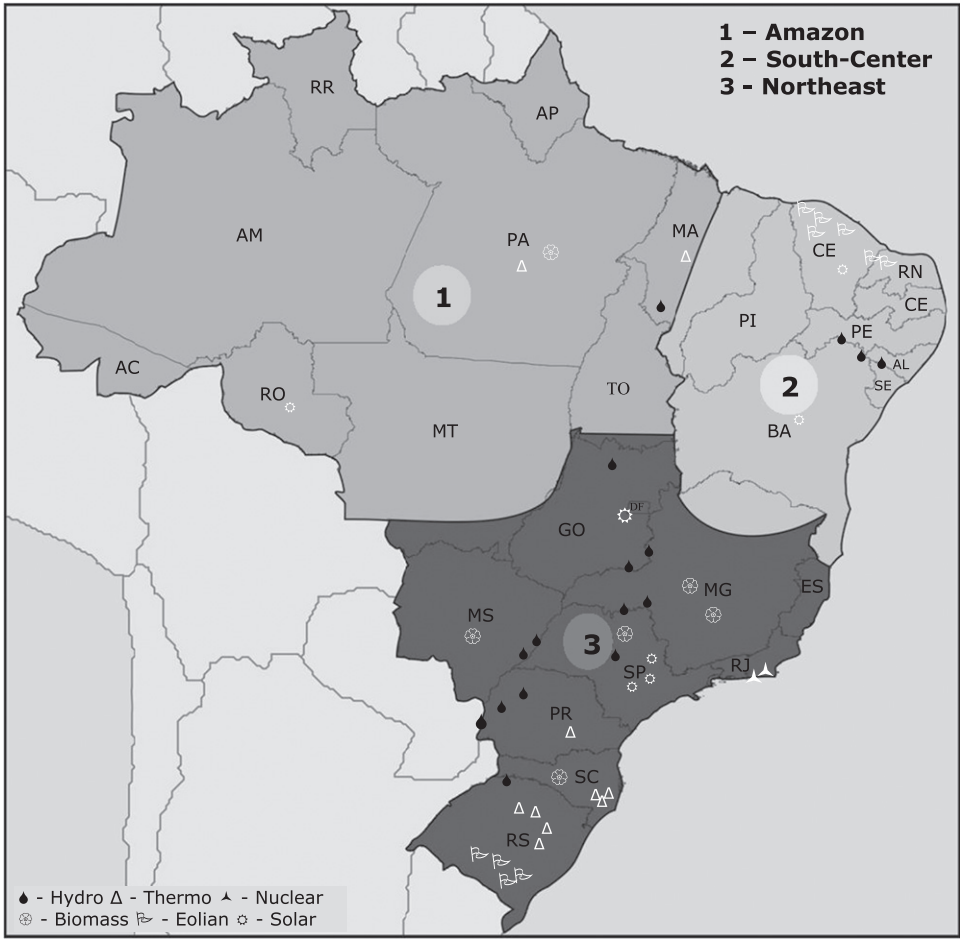 1 – Amazon
2 – South-Center
3 - Northeast
RR
AP
AM
PA
MA
CE
RN
CE
1
PI
PE
AL
SE
AC
RO
TO
2
MT
BA
DF
GO
MG
ES
MS
3
SP
RJ
PR
SC
RS
- Hydro - Thermo - Nuclear
- Biomass - Eolian - Solar